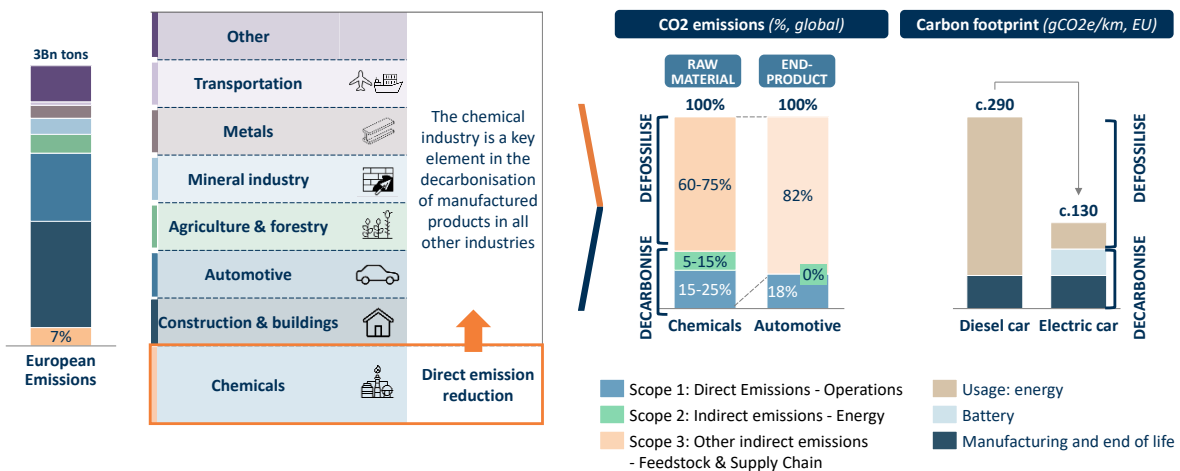 3Bn tons
7%
European
Emissions
Other
Transportation
Metals
Mineral industry
Agriculture & forestry
Automotive
Construction & buildings
Chemicals
The chemical
industry is a key
element in the
decarbonisation
of manufactured
products in all
other industries
Direct emission
reduction
CO2 emissions (%, global)
RAW
MATERIAL
END-
PRODUCT
100%
100%
DEFOSSILISE
DECARBONISE
60-75%
82%
5-15%
0%
15-25%
18%
Chemicals
Automotive
Scope 1: Direct Emissions - Operations
Scope 2: Indirect emissions - Energy
Scope 3: Other indirect emissions
- Feedstock & Supply Chain
Carbon footprint (gCO2e/km, EU)
c.290
c.130
DEFOSSILISE
DECARBONISE
Diesel car
Electric car
Usage: energy
Battery
Manufacturing and end of life